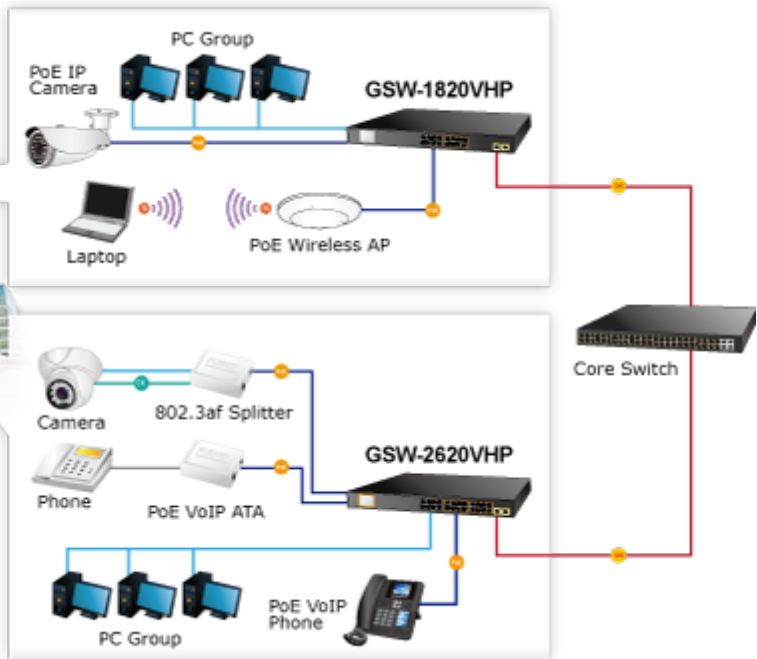 PC Group
PoE IP
Camera
GSW-1820VHP
Laptop
PoE Wireless AP
Core Switch
Camera
802.3af Splitter
GSW-2620VHP
Phone
PoE VoIP ATA
PoE VoIP
Phone
PC Group